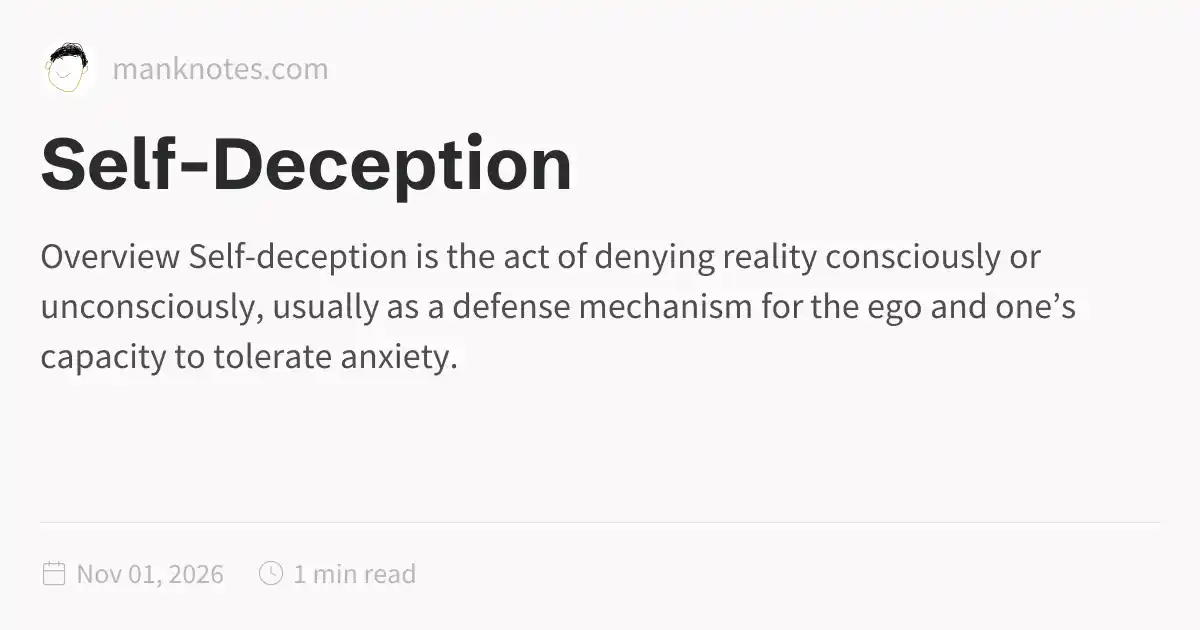 manknotes.com
Self-Deception
Overview Self-deception is the act of denying reality consciously or
unconsciously, usually as a defense mechanism for the ego and one’s
capacity to tolerate anxiety.
Nov 01, 2026 1 min read